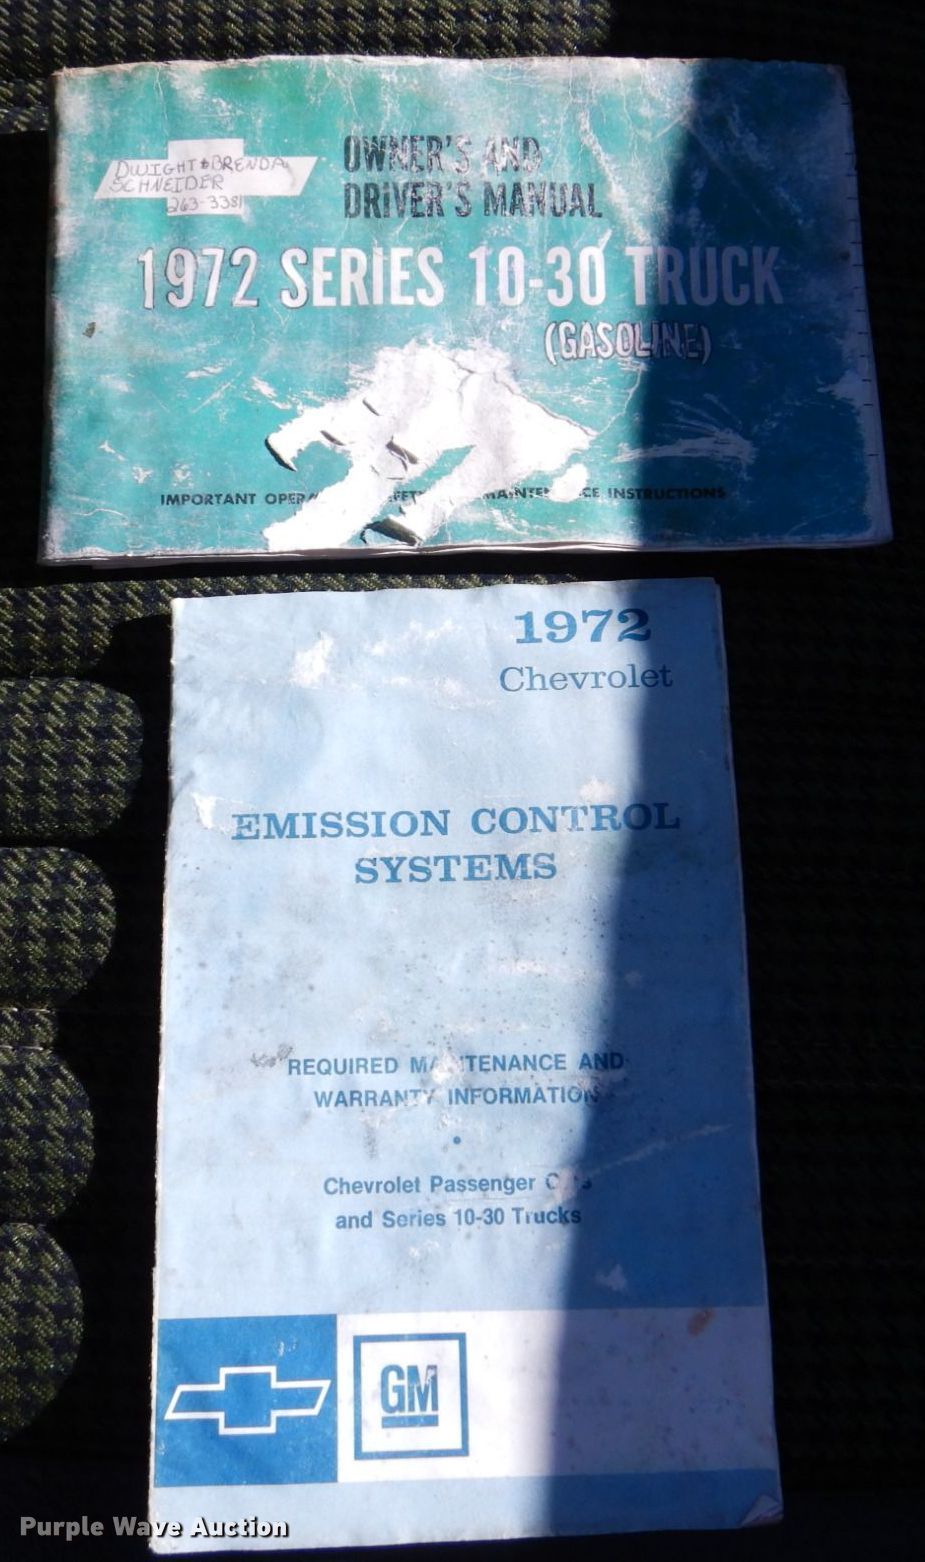 DWIGHT & BRENDA
SCHNEIDER
263-3381
OWNER'S AND
DRIVER'S MANUAL
1972 SERIES 10-30 TRUCK
(GASOLINE)
IMPORTANT INSTRUCTIONS
1972
Chevrolet
EMISSION CONTROL
SYSTEMS
REQUIRED MAINTENANCE AND
WARRANTY INFORMATION
•
Chevrolet Passenger
and Series 10-30 Trucks
GM
Purple Wave Auction